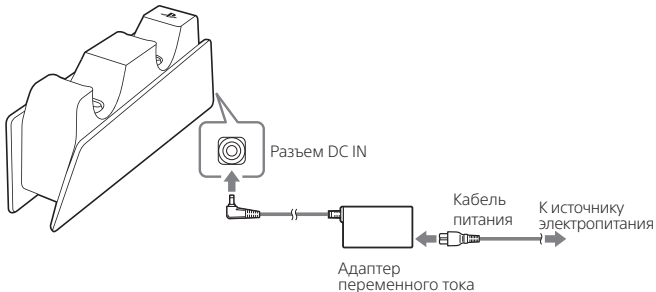 Разъем DC IN
Кабель
питания
К источнику
электропитания
Адаптер
переменного тока